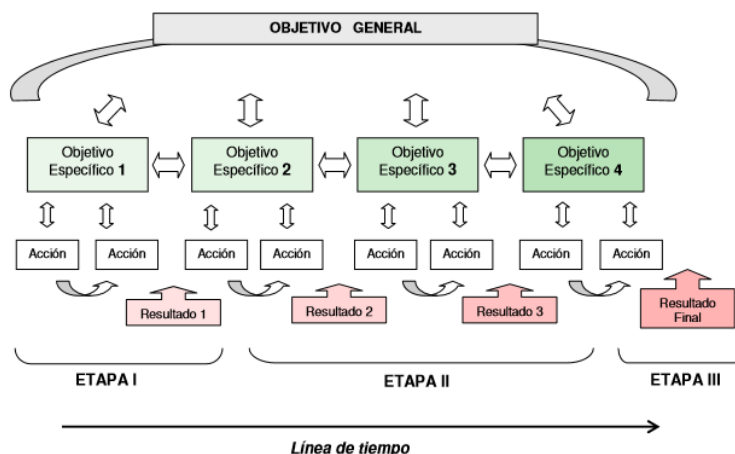 OBJETIVO GENERAL
Objetivo
Específico 1
Objetivo
Específico 2
Objetivo
Específico 3
Objetivo
Específico 4
Acción
Acción
Acción
Acción
Acción
Acción
Acción
Acción
Resultado 1
Resultado 2
Resultado 3
Resultado
Final
ETAPA I
ETAPA II
ETAPA III
Línea de tiempo